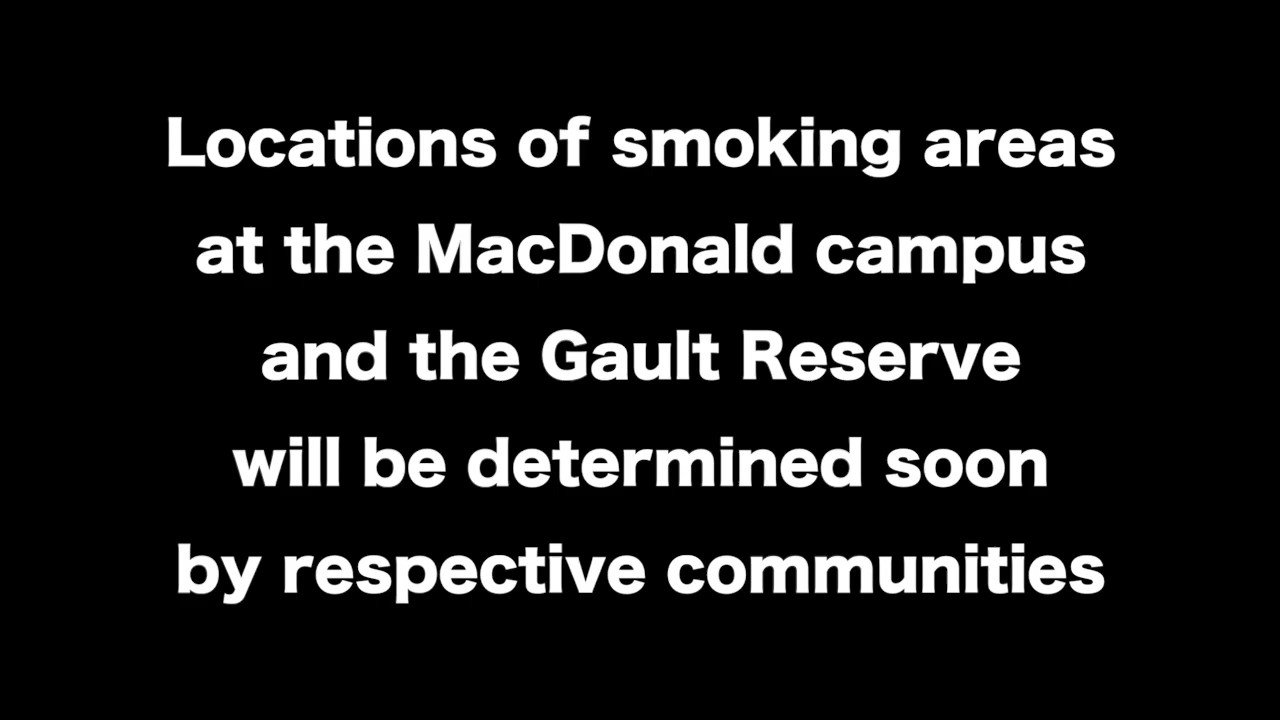 Locations of smoking areas
at the MacDonald campus
and the Gault Reserve
will be determined soon
by respective communities